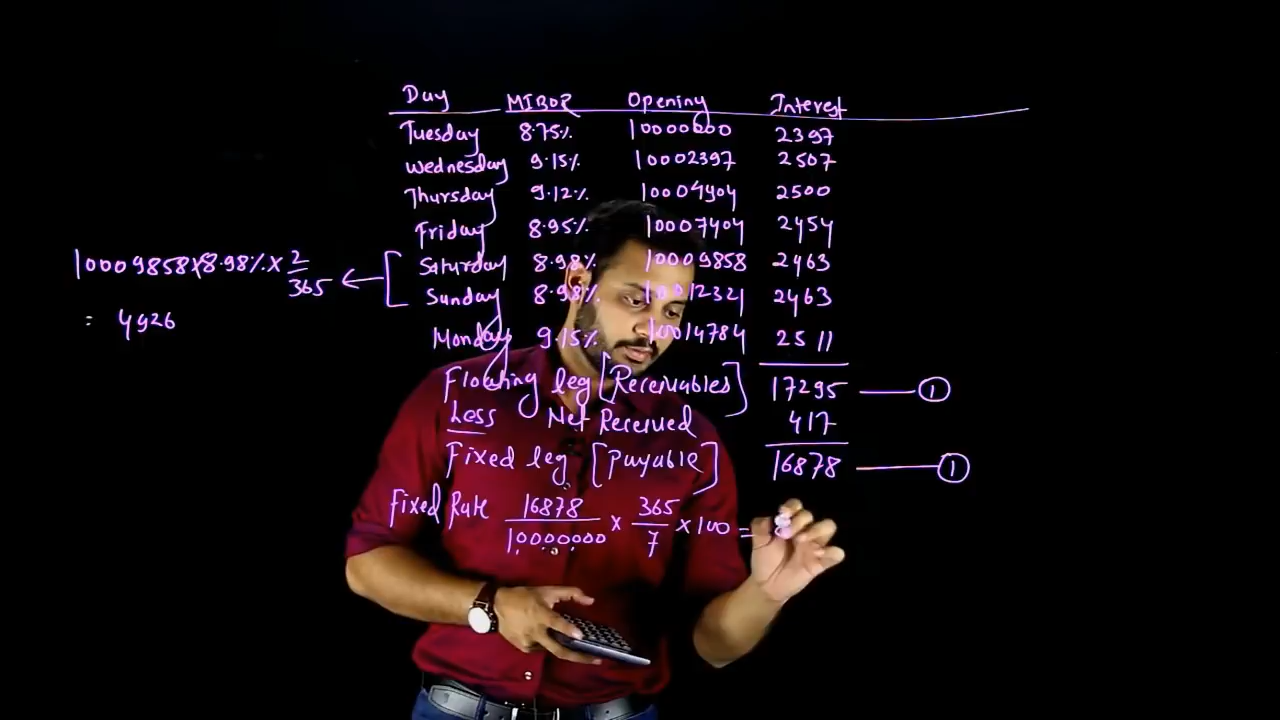 Day MIBOR Opening Interest
Tuesday 8.75% 10000000 2397
Wednesday 9.15% 10002397 2507
Thursday 9.12% 10004904 2500
Friday 8.95% 10007404 2454
Saturday 8.98% 10009858 2463
Sunday 8.98% 10012321 2463
Monday 9.15% 10014784 2511
10009858 x 8.98% x 2/365
= 4926
Floating leg [Receivables] 17295 1
Less Net Received 417
Fixed leg [Payable] 16878 1
Fixed Rate 16878/10000000 x 365/7 x 100 = 8